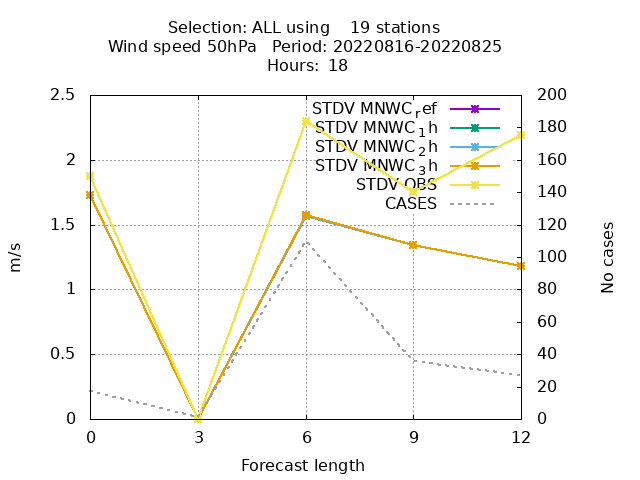 Selection: ALL using    19 stations
Wind speed 50hPa   Period: 20220816-20220825
Hours:  18
2.5
2
1.5
1
0.5
0
m/s
200
180
160
140
120
100
80
60
40
20
0
No cases
STDV MNWC_ref
STDV MNWC_1h
STDV MNWC_2h
STDV MNWC_3h
STDV OBS
CASES
0 3 6 9 12
Forecast length